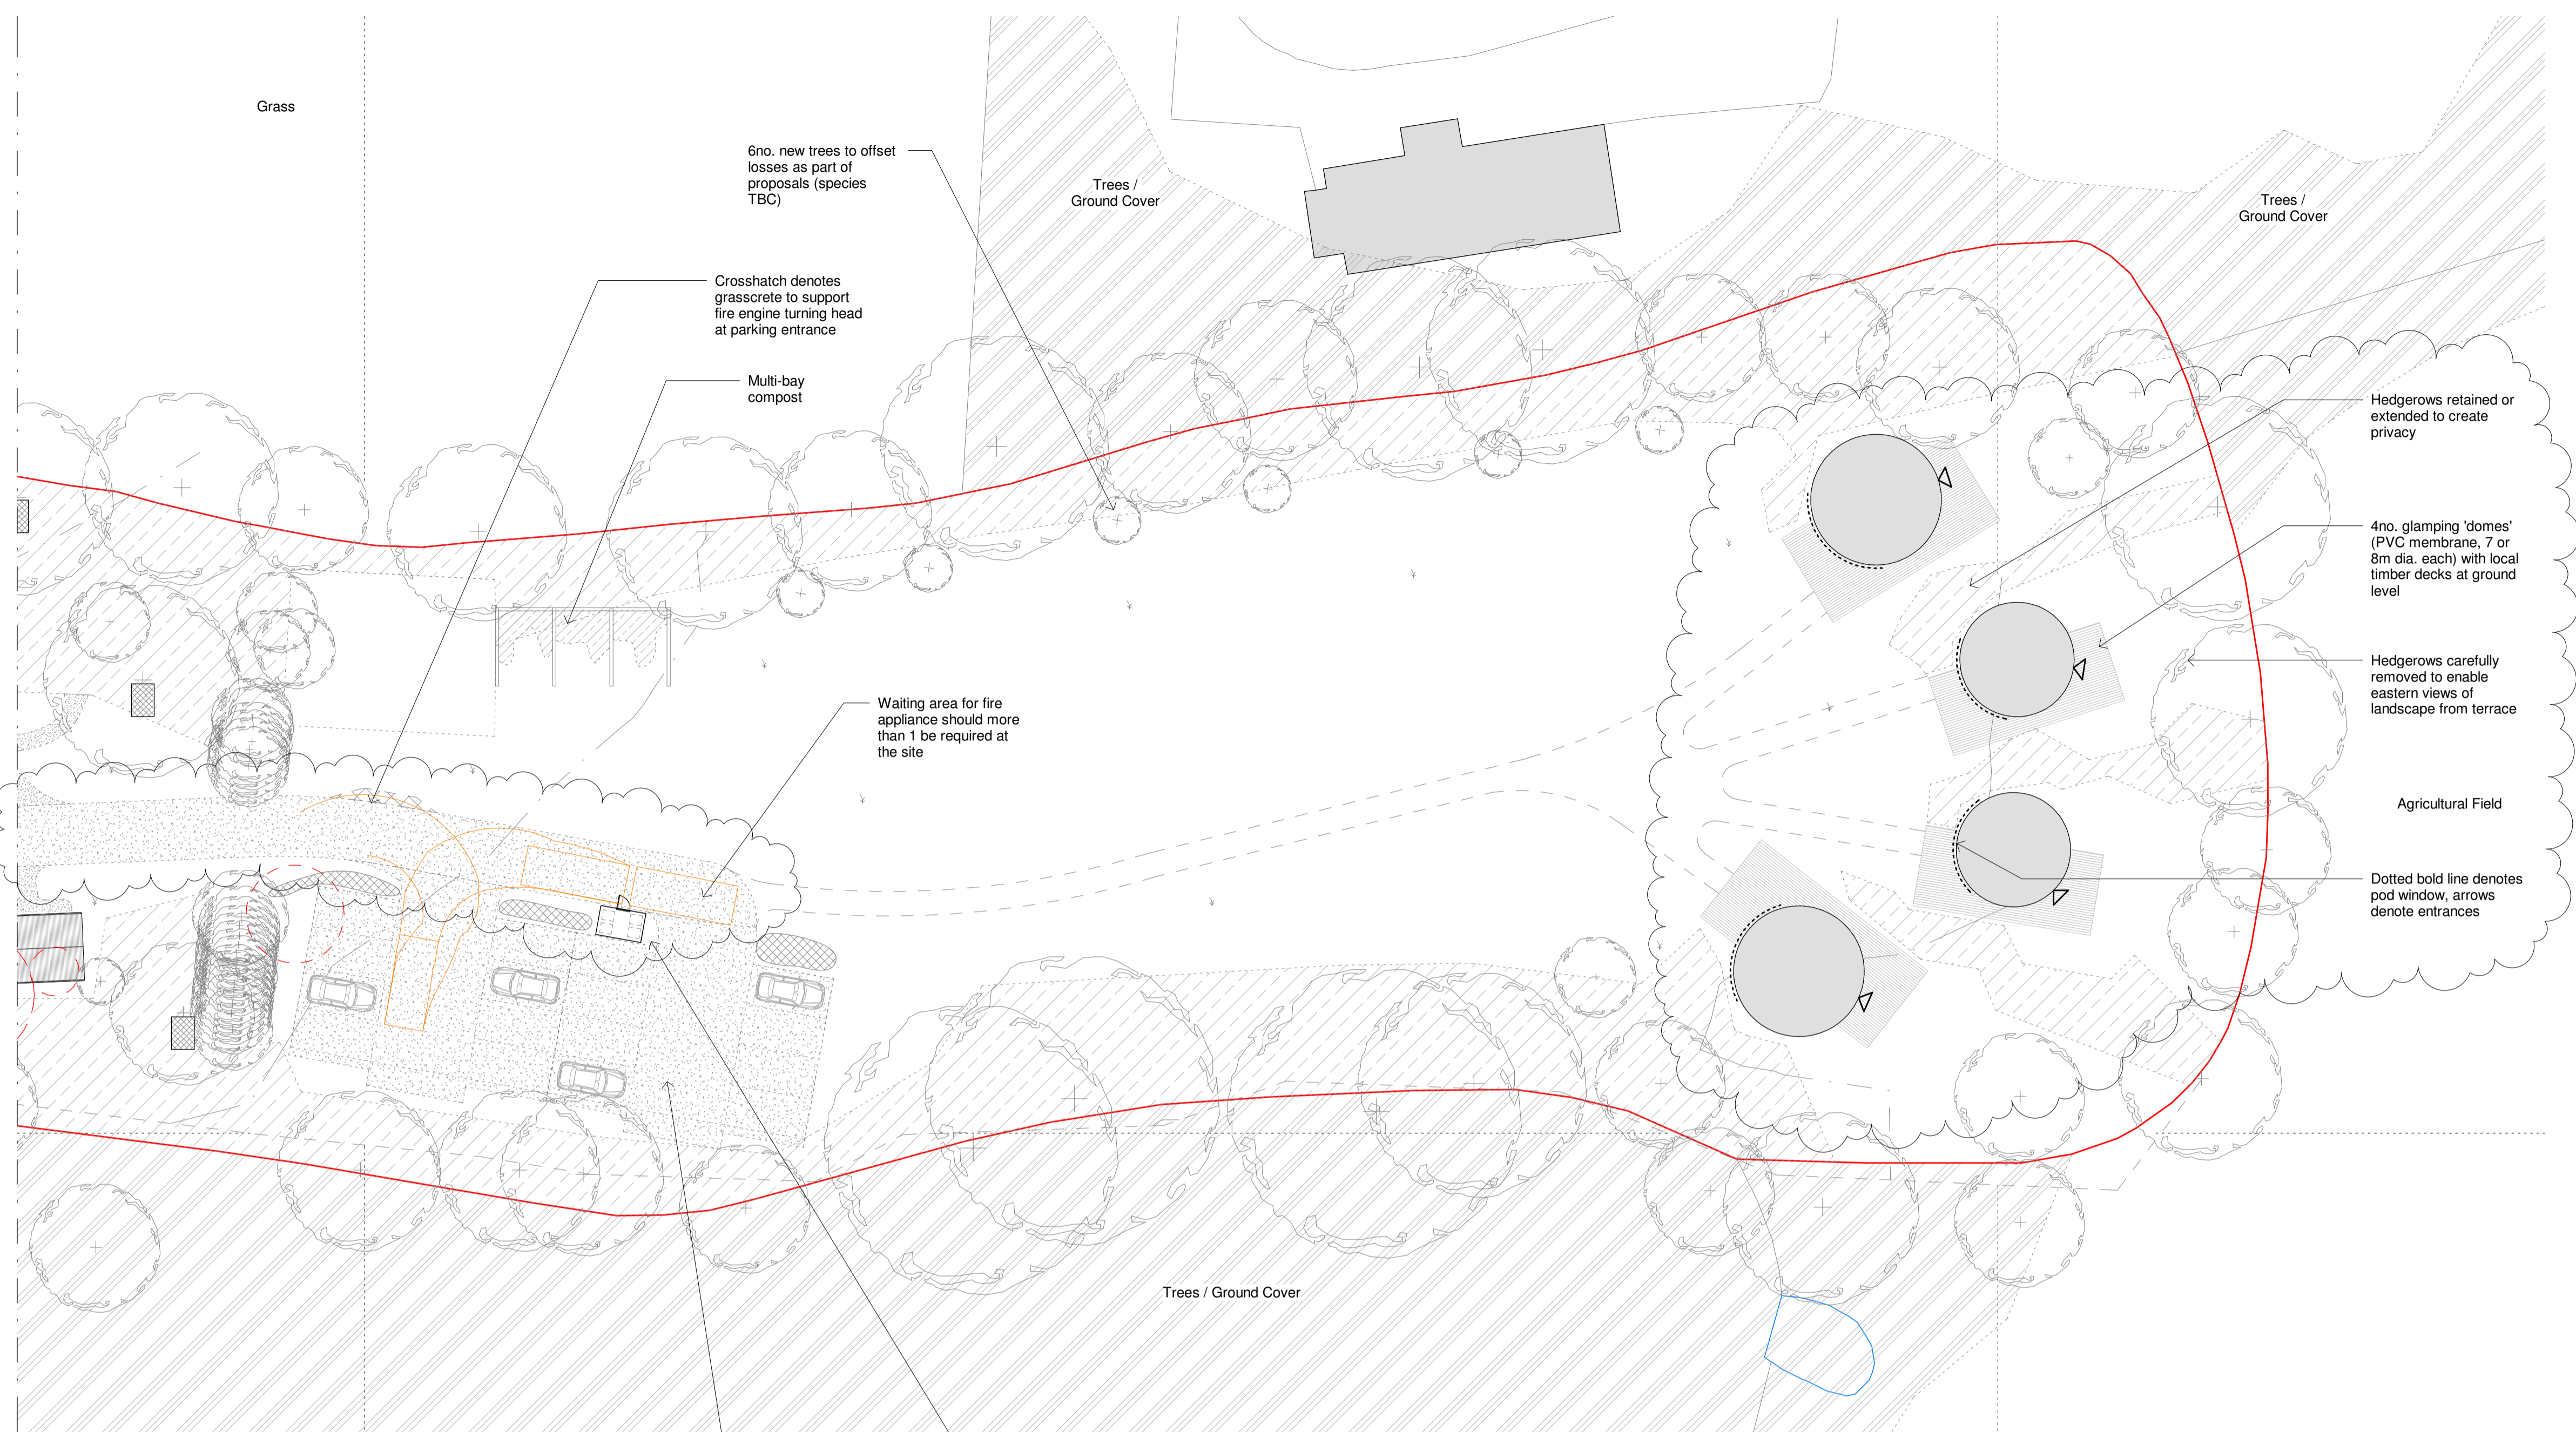 Grass
6no. new trees to offset
losses as part of
proposals (species
TBC)
Trees /
Ground Cover
Trees /
Ground Cover
Crosshatch denotes
grasscrete to support
fire engine turning head
at parking entrance
Multi-bay
compost
Hedgerows retained or
extended to create
privacy
4no. glamping 'domes'
(PVC membrane, 7 or
8m dia. each) with local
timber decks at ground
level
Hedgerows carefully
removed to enable
eastern views of
landscape from terrace
Waiting area for fire
appliance should more
than 1 be required at
the site
Agricultural Field
Dotted bold line denotes
pod window, arrows
denote entrances
Trees / Ground Cover